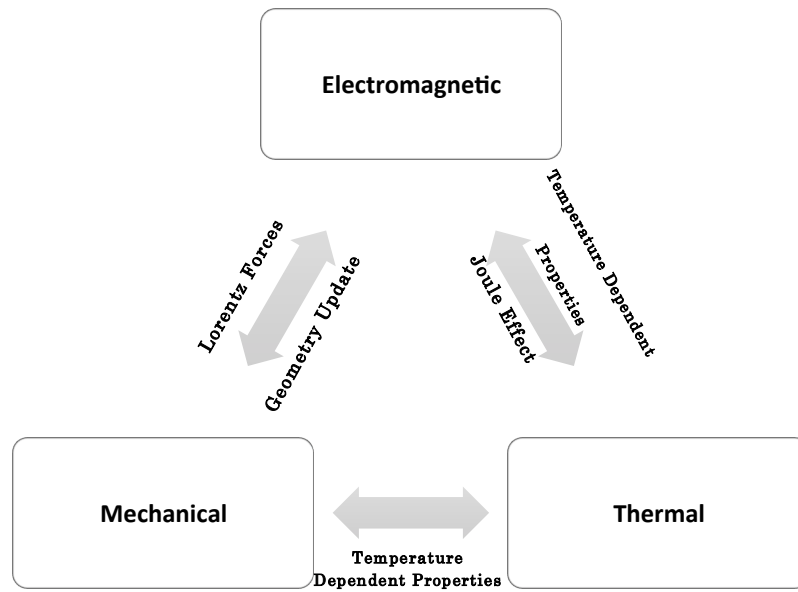 Electromagnetic
Lorentz Forces
Geometry Update
Joule Effect
Temperature Dependent
Properties
Mechanical
Thermal
Temperature
Dependent Properties